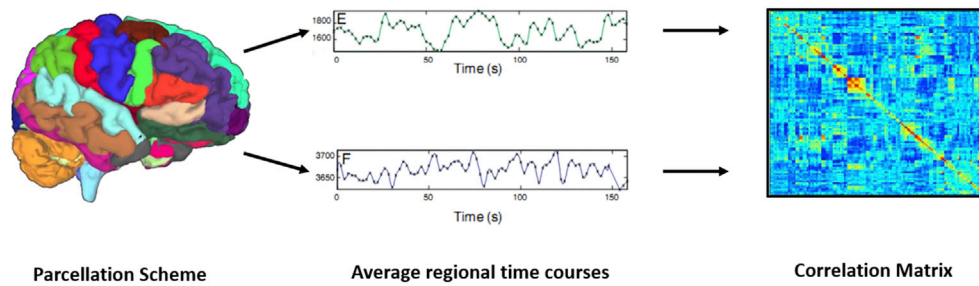 E
1800
1600
0
50
100
150
Time (s)
F
3700
3650
0
50
100
150
Time (s)
Parcellation Scheme
Average regional time courses
Correlation Matrix